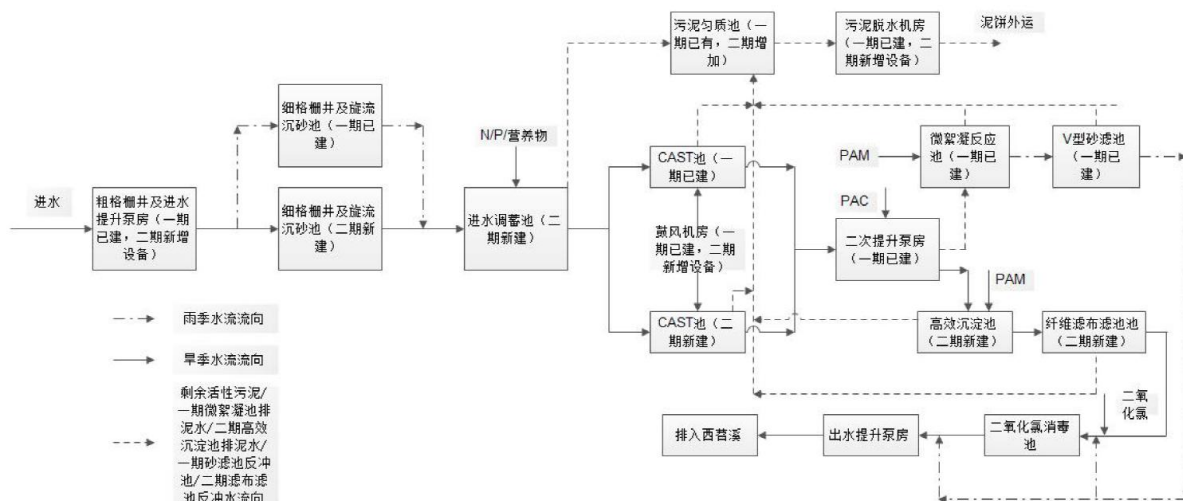 污泥匀质池（一
期已有，二期增
加）
污泥脱水机房
（一期已建，二
期新增设备）
泥饼外运
细格栅井及旋流
沉砂池（一期已
建）
N/P/营养物
CAST池（一
期已建）
PAM
微絮凝反应
池（一期已
建）
V型砂滤池
（一期已
建）
进水
粗格栅井及进水
提升泵房（一期
已建，二期新增
设备）
细格栅井及旋流
沉砂池（二期新
建）
进水调蓄池（二
期新建）
鼓风机房（一
期已建，二期
新增设备）
PAC
二次提升泵房
（一期已建）
PAM
CAST池（二
期新建）
高效沉淀池
（二期新建）
纤维滤布滤池池
（二期新建）
雨季水流流向
旱季水流流向
剩余活性污泥/
一期微絮凝池排
泥水/二期高效
沉淀池排泥水/
一期砂滤池反冲
池/二期滤布滤
池反冲水流向
二氧
化氯
排入西苕溪
出水提升泵房
二氧化氯消毒
池